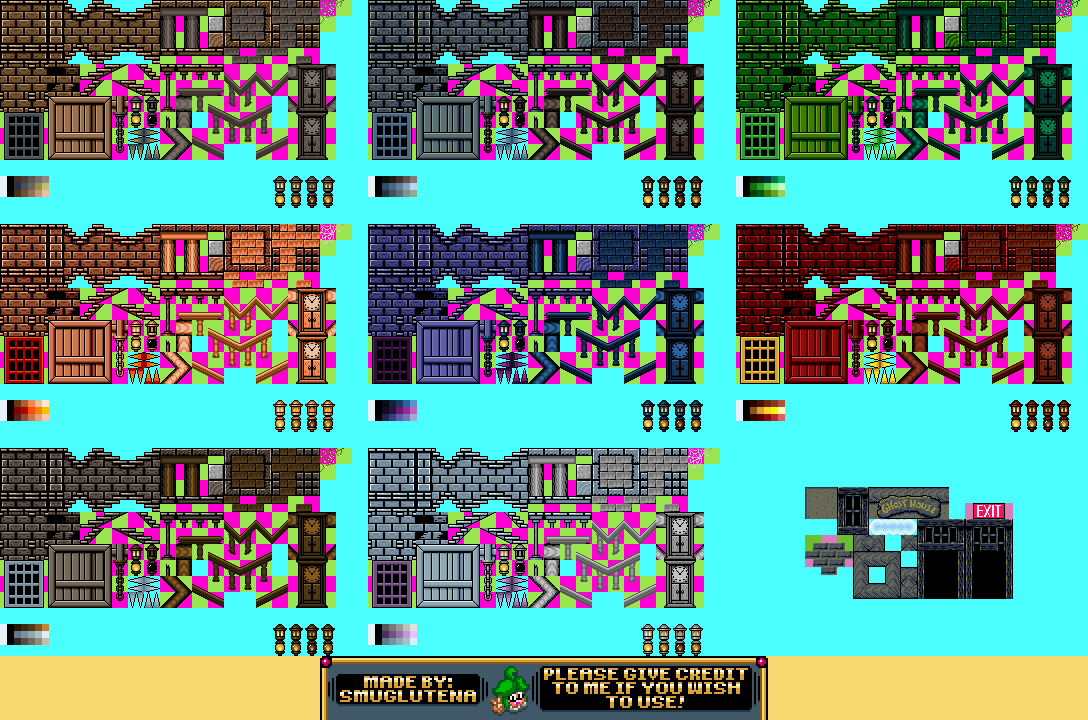 GHOST HOUSE
EXIT
MADE BY:
SMUGLUTENA
PLEASE GIVE CREDIT
TO ME IF YOU WISH
TO USE!